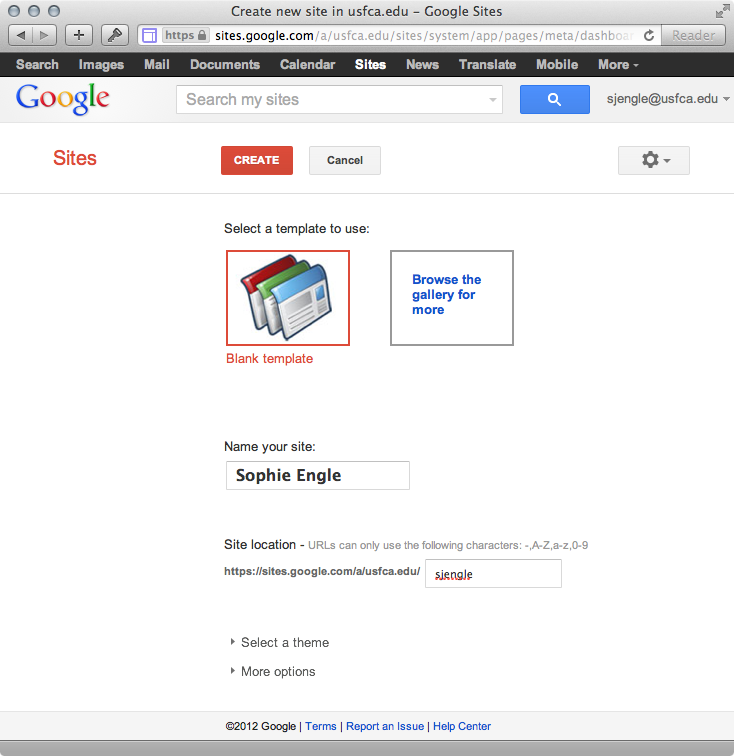 Create new site in usfca.edu – Google Sites
https sites.google.com/a/usfca.edu/sites/system/app/pages/meta/dashboa Reader
Search Images Mail Documents Calendar Sites News Translate Mobile More
Google Search my sites sjengle@usfca.edu
Sites CREATE Cancel
Select a template to use:
Browse the
gallery for
more
Blank template
Name your site:
Sophie Engle
Site location - URLs can only use the following characters: -,A-Z,a-z,0-9
https://sites.google.com/a/usfca.edu/ sjengle
Select a theme
More options
©2012 Google | Terms | Report an Issue | Help Center